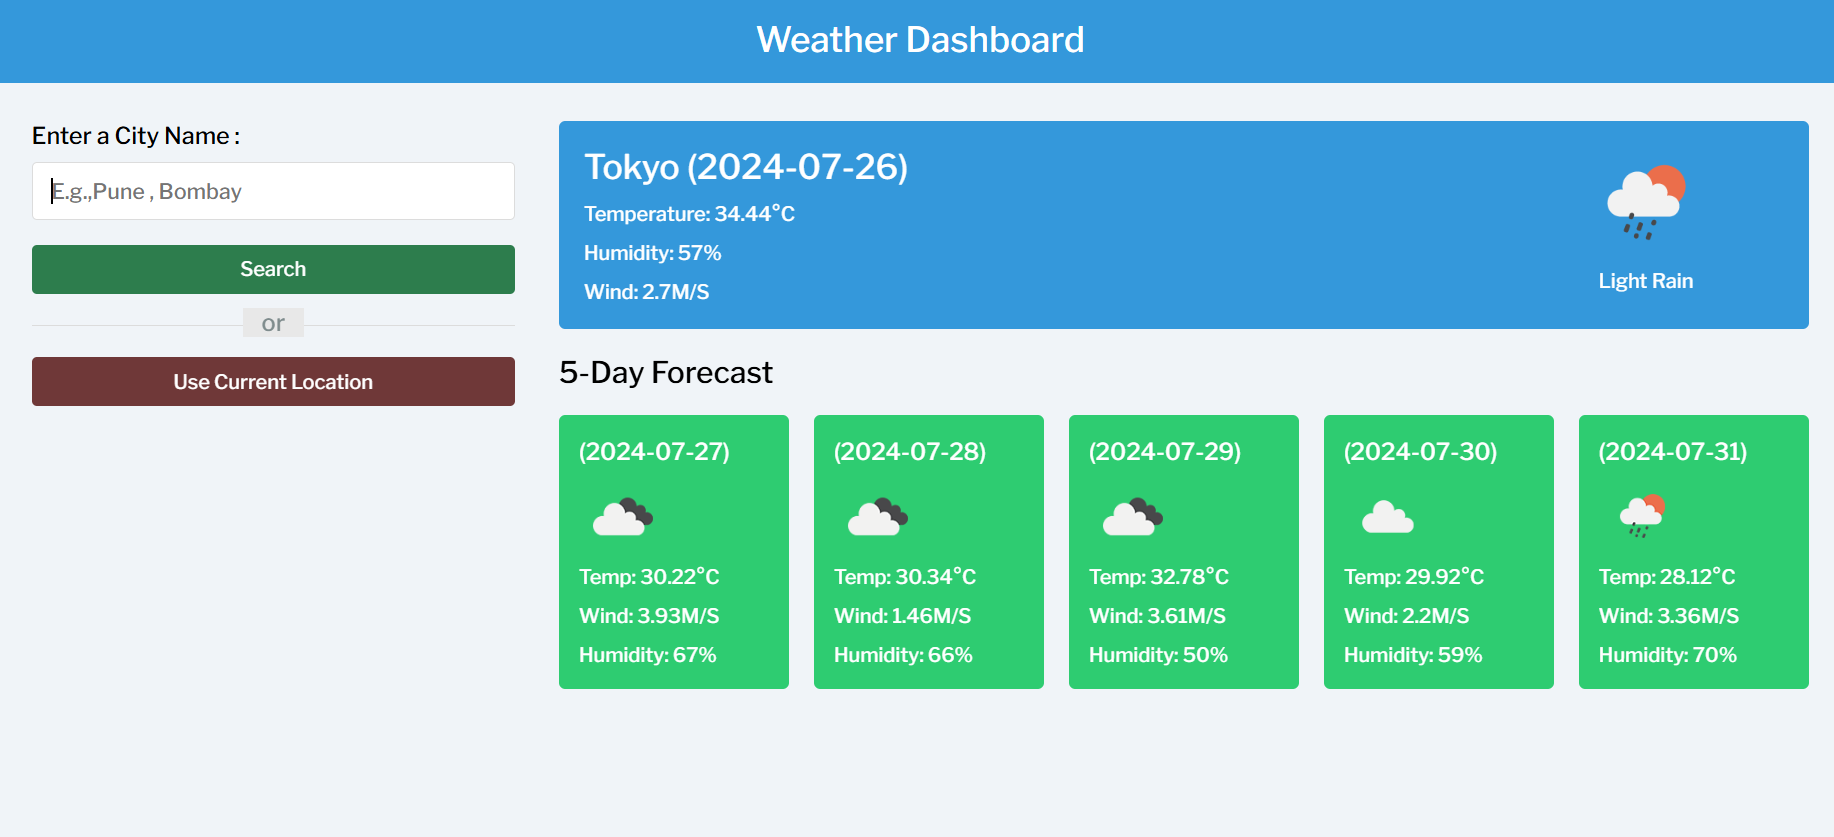 Weather Dashboard
Enter a City Name :
E.g.,Pune , Bombay
Search
or
Use Current Location
Tokyo (2024-07-26)
Temperature: 34.44°C
Humidity: 57%
Wind: 2.7M/S
Light Rain
5-Day Forecast
(2024-07-27)
Temp: 30.22°C
Wind: 3.93M/S
Humidity: 67%
(2024-07-28)
Temp: 30.34°C
Wind: 1.46M/S
Humidity: 66%
(2024-07-29)
Temp: 32.78°C
Wind: 3.61M/S
Humidity: 50%
(2024-07-30)
Temp: 29.92°C
Wind: 2.2M/S
Humidity: 59%
(2024-07-31)
Temp: 28.12°C
Wind: 3.36M/S
Humidity: 70%